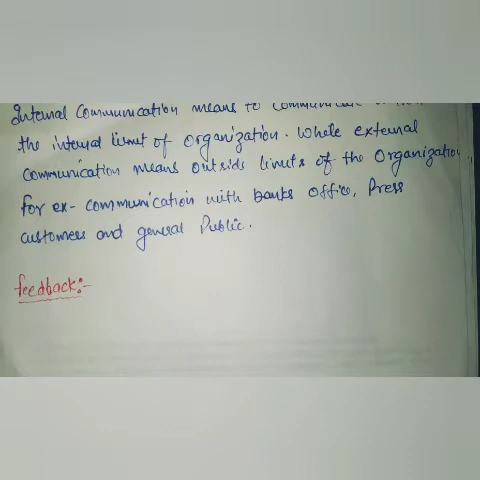 Internal Communication means to communicate
the internal limit of organization. While external
communication means outside limits of the Organization,
for ex- communication with banks office, Press
customers and general Public.
feedback:-